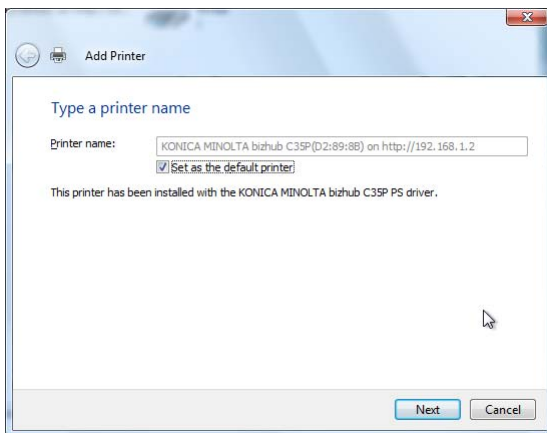 Add Printer
Type a printer name
Printer name: KONICA MINOLTA bizhub C35P(D2:89:8B) on http://192.168.1.2
Set as the default printer
This printer has been installed with the KONICA MINOLTA bizhub C35P PS driver.
Next Cancel